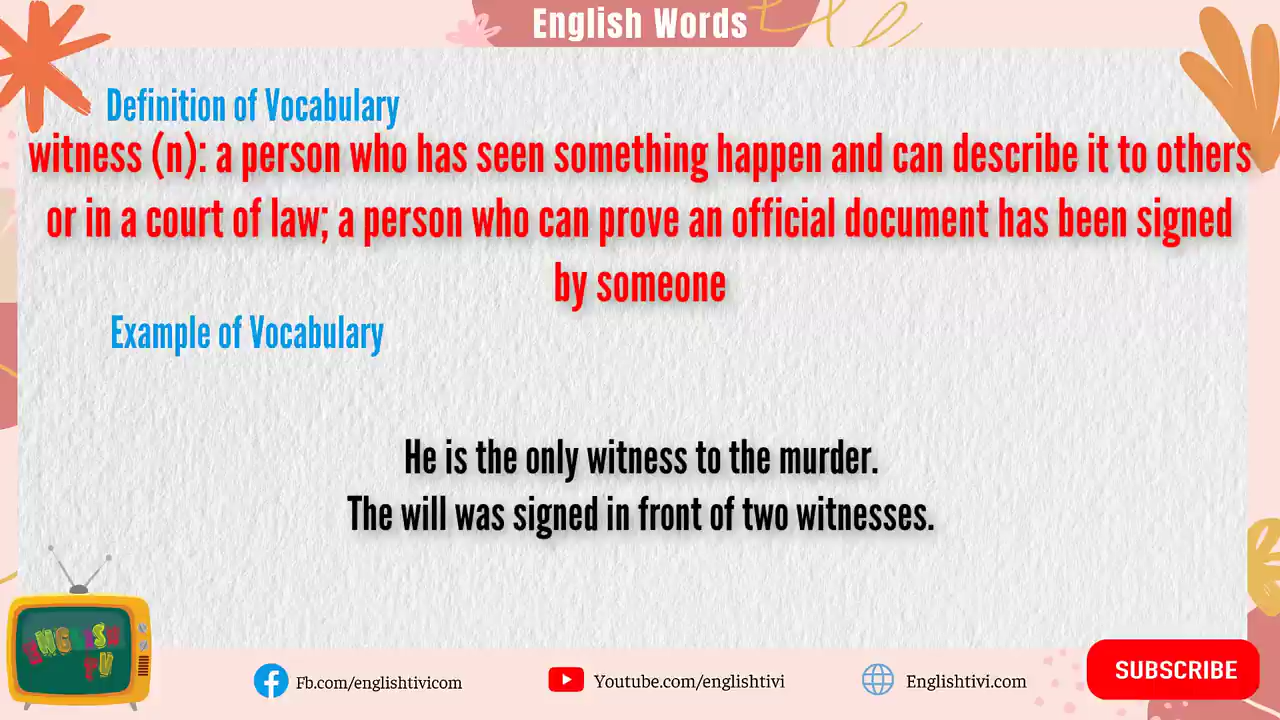 English Words
Definition of Vocabulary
witness (n): a person who has seen something happen and can describe it to others
or in a court of law; a person who can prove an official document has been signed
by someone
Example of Vocabulary
He is the only witness to the murder.
The will was signed in front of two witnesses.
ENGLISH
TV
Fb.com/englishtivicom
Youtube.com/englishtivi
Englishtivi.com
SUBSCRIBE